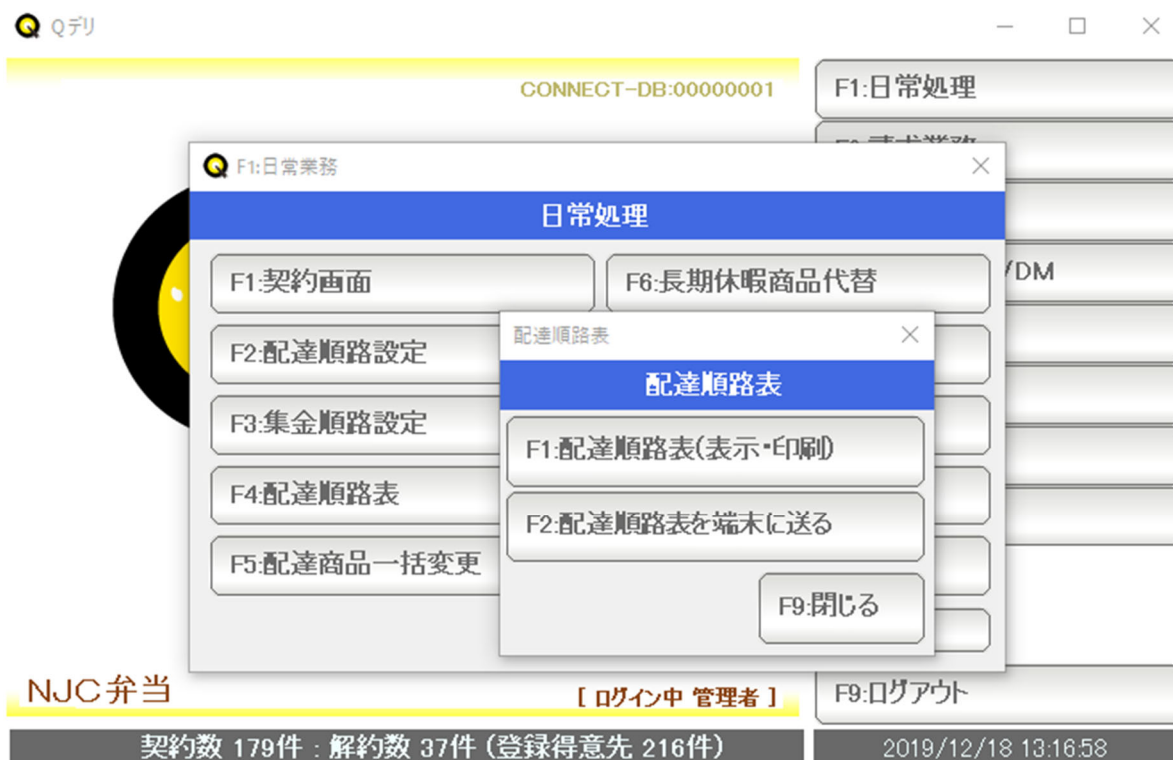 Qデリ
CONNECT-DB:00000001
F1:日常処理
F1:日常業務
日常処理
F1:契約画面
F6:長期休暇商品代替
/DM
F2:配達順路設定
配達順路表
配達順路表
F3:集金順路設定
F1:配達順路表(表示・印刷)
F4:配達順路表
F2:配達順路表を端末に送る
F5:配達商品一括変更
F9:閉じる
NJC弁当
[ ログイン中 管理者 ]
F9:ログアウト
契約数 179件 : 解約数 37件 (登録得意先 216件)
2019/12/18 13:16:58